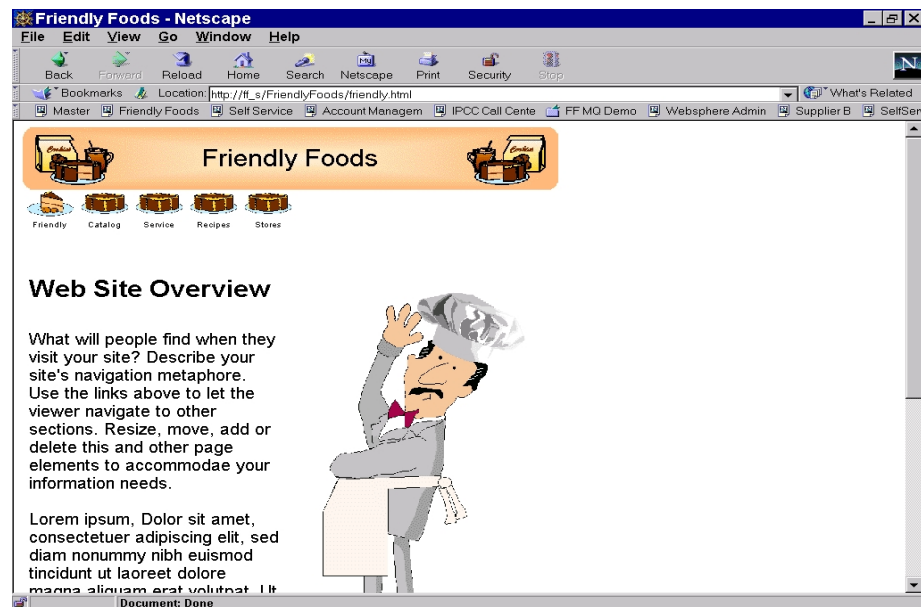 Friendly Foods - Netscape
File Edit View Go Window Help
Back Forward Reload Home Search Netscape Print Security Stop
Bookmarks Location: http://ff_s/FriendlyFoods/friendly.html What's Related
Master Friendly Foods Self Service Account Managem IPCC Call Cente FF MQ Demo Websphere Admin Supplier B SelfSer
Friendly Foods
Friendly Catalog Service Recipes Stores
Web Site Overview
What will people find when they
visit your site? Describe your
site's navigation metaphore.
Use the links above to let the
viewer navigate to other
sections. Resize, move, add or
delete this and other page
elements to accommodae your
information needs.
Lorem ipsum, Dolor sit amet,
consectetuer adipiscing elit, sed
diam nonummy nibh euismod
tincidunt ut laoreet dolore
magna aliquam erat volutpat. Ut
Document: Done